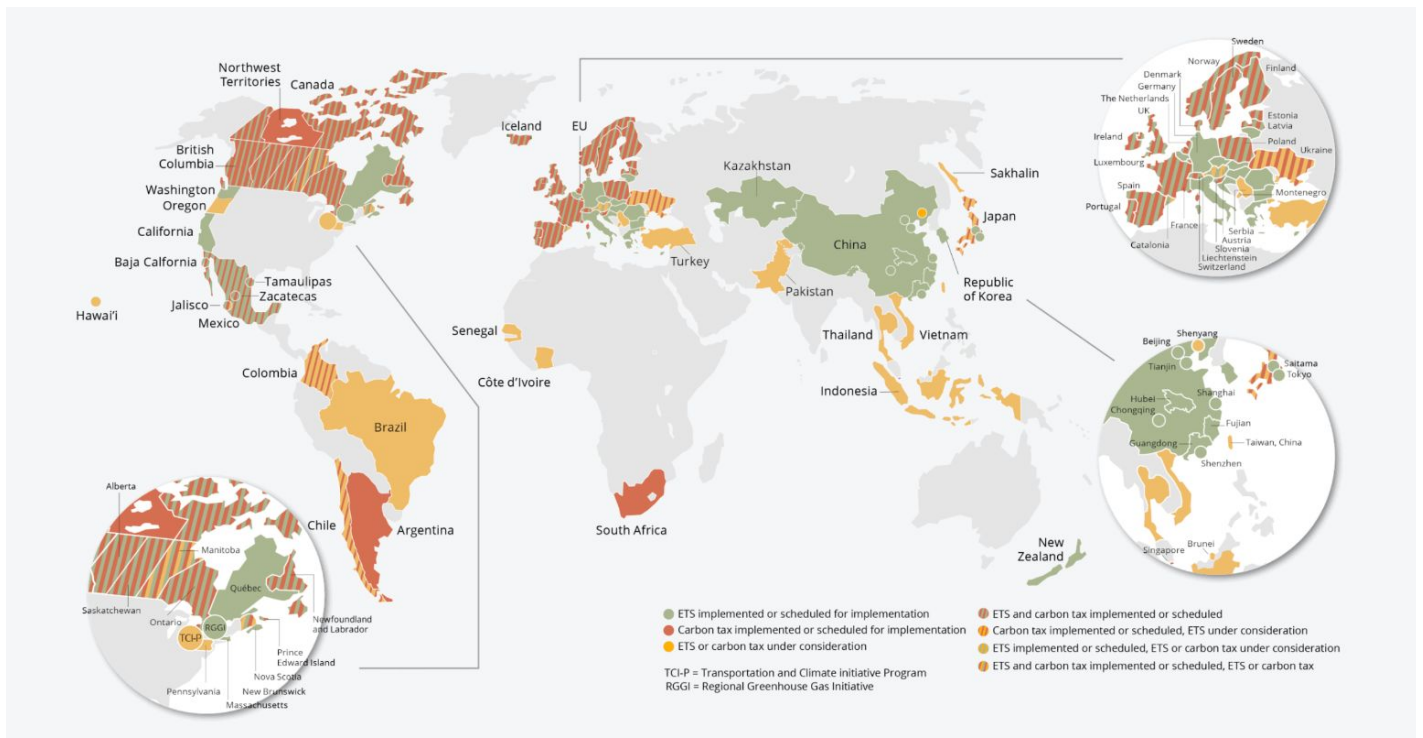 Northwest
Territories
Canada
British
Columbia
Washington
Oregon
California
Baja Calfornia
Tamaulipas
Zacatecas
Jalisco
Mexico
Hawai'i
Colombia
Brazil
Chile
Argentina
Iceland
EU
Kazakhstan
Sakhalin
Japan
China
Turkey
Pakistan
Republic
of Korea
Senegal
Côte d'Ivoire
Thailand
Vietnam
Indonesia
South Africa
New
Zealand
Sweden
Norway
Finland
Denmark
Germany
The Netherlands
UK
Estonia
Latvia
Ireland
Poland
Ukraine
Luxembourg
Spain
Montenegro
Portugal
France
Serbia
Catalonia
Austria
Slovenia
Liechtenstein
Switzerland
Shenyang
Beijing
Tianjin
Saitama
Tokyo
Hubei
Shanghai
Chongqing
Fujian
Guangdong
Taiwan, China
Shenzhen
Brunei
Singapore
Alberta
Manitoba
Québec
Saskatchewan
Ontario
TCI-P
RGGI
Newfoundland
and Labrador
Prince
Edward Island
Nova Scotia
New Brunswick
Pennsylvania
Massachusetts
ETS implemented or scheduled for implementation
Carbon tax implemented or scheduled for implementation
ETS or carbon tax under consideration
TCI-P = Transportation and Climate initiative Program
RGGI = Regional Greenhouse Gas Initiative
ETS and carbon tax implemented or scheduled
Carbon tax implemented or scheduled, ETS under consideration
ETS implemented or scheduled, ETS or carbon tax under consideration
ETS and carbon tax implemented or scheduled, ETS or carbon tax